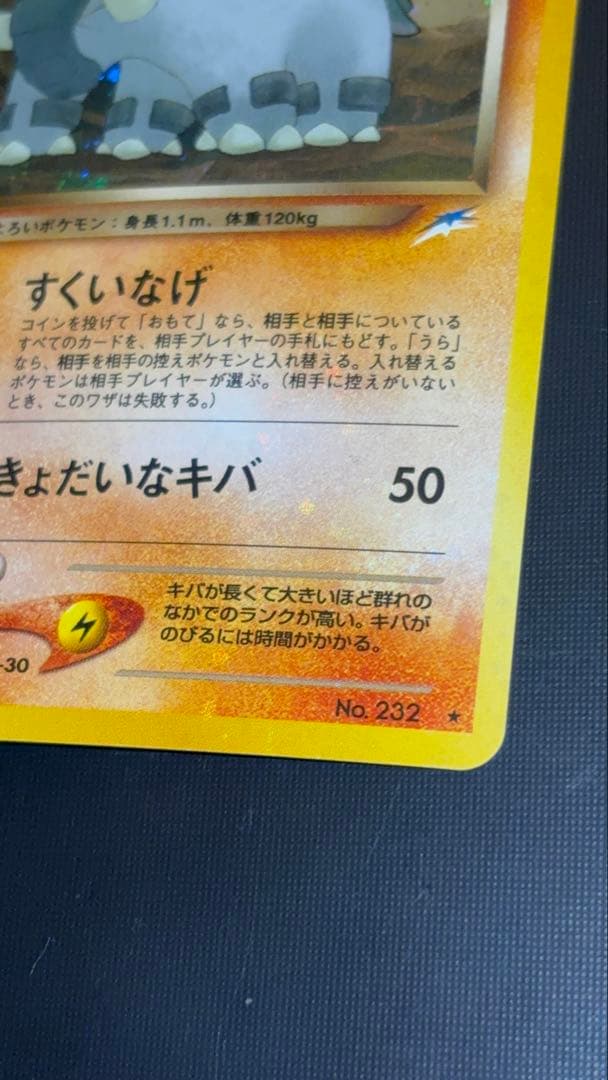 ろいポケモン：身長1.1m、体重120kg
すくいなげ
コインを投げて「おもて」なら、相手と相手についている
すべてのカードを、相手プレイヤーの手札にもどす。「うら」
なら、相手を相手の控えポケモンと入れ替える。入れ替える
ポケモンは相手プレイヤーが選ぶ。（相手に控えがいない
とき、このワザは失敗する。）
きょだいなキバ 50
キバが長くて大きいほど群れの
なかでのランクが高い。キバが
のびるには時間がかかる。
-30
No. 232 ★